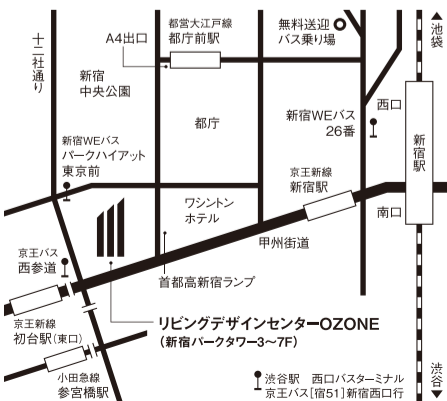 都営大江戸線
都庁前駅
A4出口
無料送迎
バス乗り場
▲池袋
十二社通り
新宿
中央公園
都庁
新宿WEバス
26番
西口
新宿駅
新宿WEバス
パークハイアット
東京前
京王新線
新宿駅
ワシントン
ホテル
南口
甲州街道
京王バス
西参道
首都高新宿ランプ
京王新線
初台駅(東口)
リビングデザインセンターOZONE
(新宿パークタワー3〜7F)
小田急線
参宮橋駅
渋谷駅 西口バスターミナル
京王バス[宿51]新宿西口行
渋谷▼